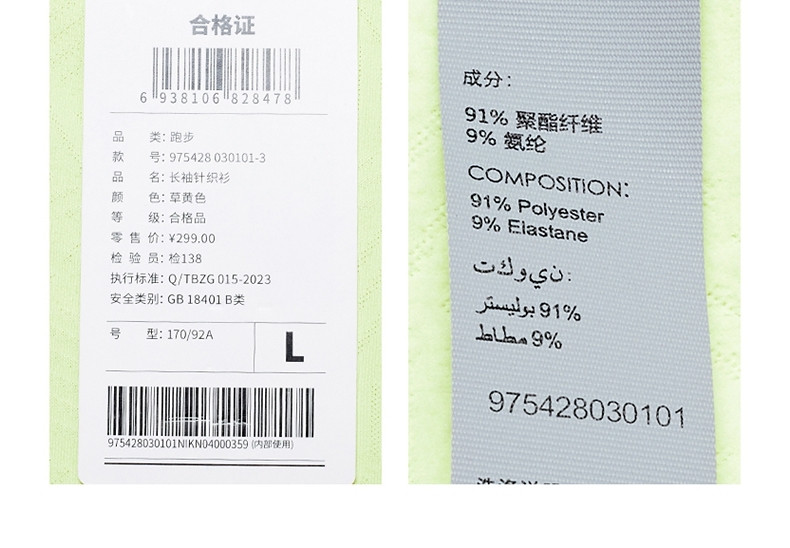 合格证
6 938106 828478
品 类: 跑步
款 号: 975428 030101-3
品 名: 长袖针织衫
颜 色: 草黄色
等 级: 合格品
零 售 价: ¥299.00
检 验 员: 检138
执行标准: Q/TBZG 015-2023
安全类别: GB 18401 B类
号 型: 170/92A
L
975428030101NIKN04000359 (内部使用)
成分:
91% 聚酯纤维
9% 氨纶
COMPOSITION:
91% Polyester
9% Elastane
ن ي و ك ت:
91% بوليستر
9% مطاط
975428030101